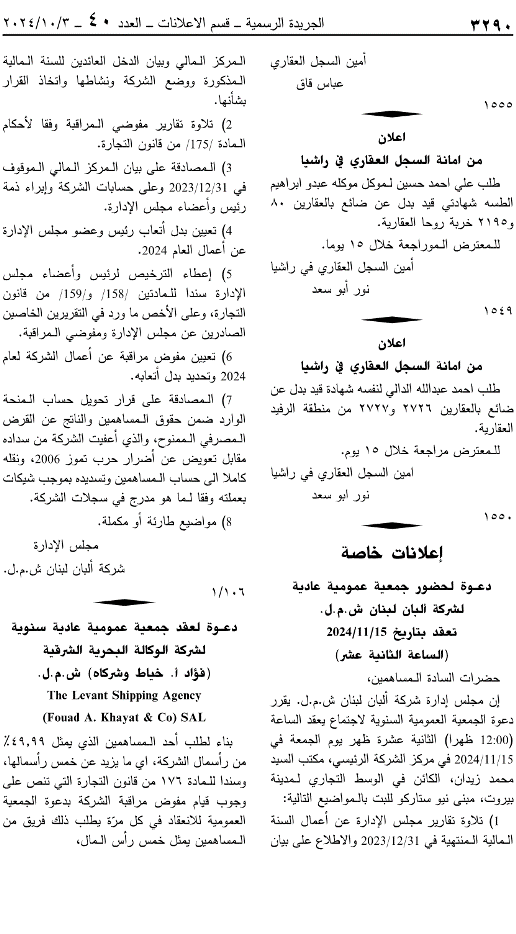 ٣٢٩٠
الجريدة الرسمية ـ قسم الاعلانات ـ العدد ٤٠ ـ ٢٠٢٤/١٠/٣
أمين السجل العقاري
عباس قاق
١٥٥٥
اعلان
من امانة السجل العقاري في راشيا
طلب علي احمد حسين لموكل موكله عبدو ابراهيم
الطسه شهادتي قيد بدل عن ضائع بالعقارين ٨٠
و٢١٩٥ خربة روحا العقارية.
للمعترض المراجعة خلال ١٥ يوما.
أمين السجل العقاري في راشيا
نور أبو سعد
١٥٤٩
اعلان
من امانة السجل العقاري في راشيا
طلب احمد عبدالله الدالي لنفسه شهادة قيد بدل عن
ضائع بالعقارين ٢٧٢٦ و٢٧٢٧ من منطقة الرفيد
العقارية.
للمعترض مراجعة خلال ١٥ يوم.
امين السجل العقاري في راشيا
نور ابو سعد
١٥٥٠
إعلانات خاصة
دعوة لحضور جمعية عمومية عادية
لشركة ألبان لبنان ش.م.ل.
تعقد بتاريخ 2024/11/15
(الساعة الثانية عشر)
حضرات السادة المساهمين،
إن مجلس إدارة شركة ألبان لبنان ش.م.ل. يقرر
دعوة الجمعية العمومية السنوية لاجتماع يعقد الساعة
(12:00 ظهرا) الثانية عشرة ظهر يوم الجمعة في
2024/11/15 في مركز الشركة الرئيسي، مكتب السيد
محمد زيدان، الكائن في الوسط التجاري لمدينة
بيروت، مبنى نيو ستاركو للبت بالمواضيع التالية:
1) تلاوة تقارير مجلس الإدارة عن أعمال السنة
المالية المنتهية في 2023/12/31 والاطلاع على بيان
المركز المالي وبيان الدخل العائدين للسنة المالية
المذكورة ووضع الشركة ونشاطها واتخاذ القرار
بشأنها.
2) تلاوة تقارير مفوضي المراقبة وفقا لأحكام
المادة /175/ من قانون التجارة.
3) المصادقة على بيان المركز المالي الموقوف
في 2023/12/31 وعلى حسابات الشركة وإبراء ذمة
رئيس وأعضاء مجلس الإدارة.
4) تعيين بدل أتعاب رئيس وعضو مجلس الإدارة
عن أعمال العام 2024.
5) إعطاء الترخيص لرئيس وأعضاء مجلس
الإدارة سندا للمادتين /158/ و/159/ من قانون
التجارة، وعلى الأخص ما ورد في التقريرين الخاصين
الصادرين عن مجلس الإدارة ومفوضي المراقبة.
6) تعيين مفوض مراقبة عن أعمال الشركة لعام
2024 وتحديد بدل أتعابه.
7) المصادقة على قرار تحويل حساب المنحة
الوارد ضمن حقوق المساهمين والناتج عن القرض
المصرفي الممنوح، والذي أعفيت الشركة من سداده
مقابل تعويض عن أضرار حرب تموز 2006، ونقله
كاملا الى حساب المساهمين وتسديده بموجب شيكات
بعملته وفقا لما هو مدرج في سجلات الشركة.
8) مواضيع طارئة أو مكملة.
مجلس الإدارة
شركة ألبان لبنان ش.م.ل.
١/١٠٦
دعوة لعقد جمعية عمومية عادية سنوية
لشركة الوكالة البحرية الشرقية
(فؤاد أ. خياط وشركاه) ش.م.ل.
The Levant Shipping Agency
(Fouad A. Khayat & Co) SAL
بناء لطلب أحد المساهمين الذي يمثل ٤٩,٩٩٪
من رأسمال الشركة، اي ما يزيد عن خمس رأسمالها،
وسندا للمادة ١٧٦ من قانون التجارة التي تنص على
وجوب قيام مفوض مراقبة الشركة بدعوة الجمعية
العمومية للانعقاد في كل مرّة يطلب ذلك فريق من
المساهمين يمثل خمس رأس المال،